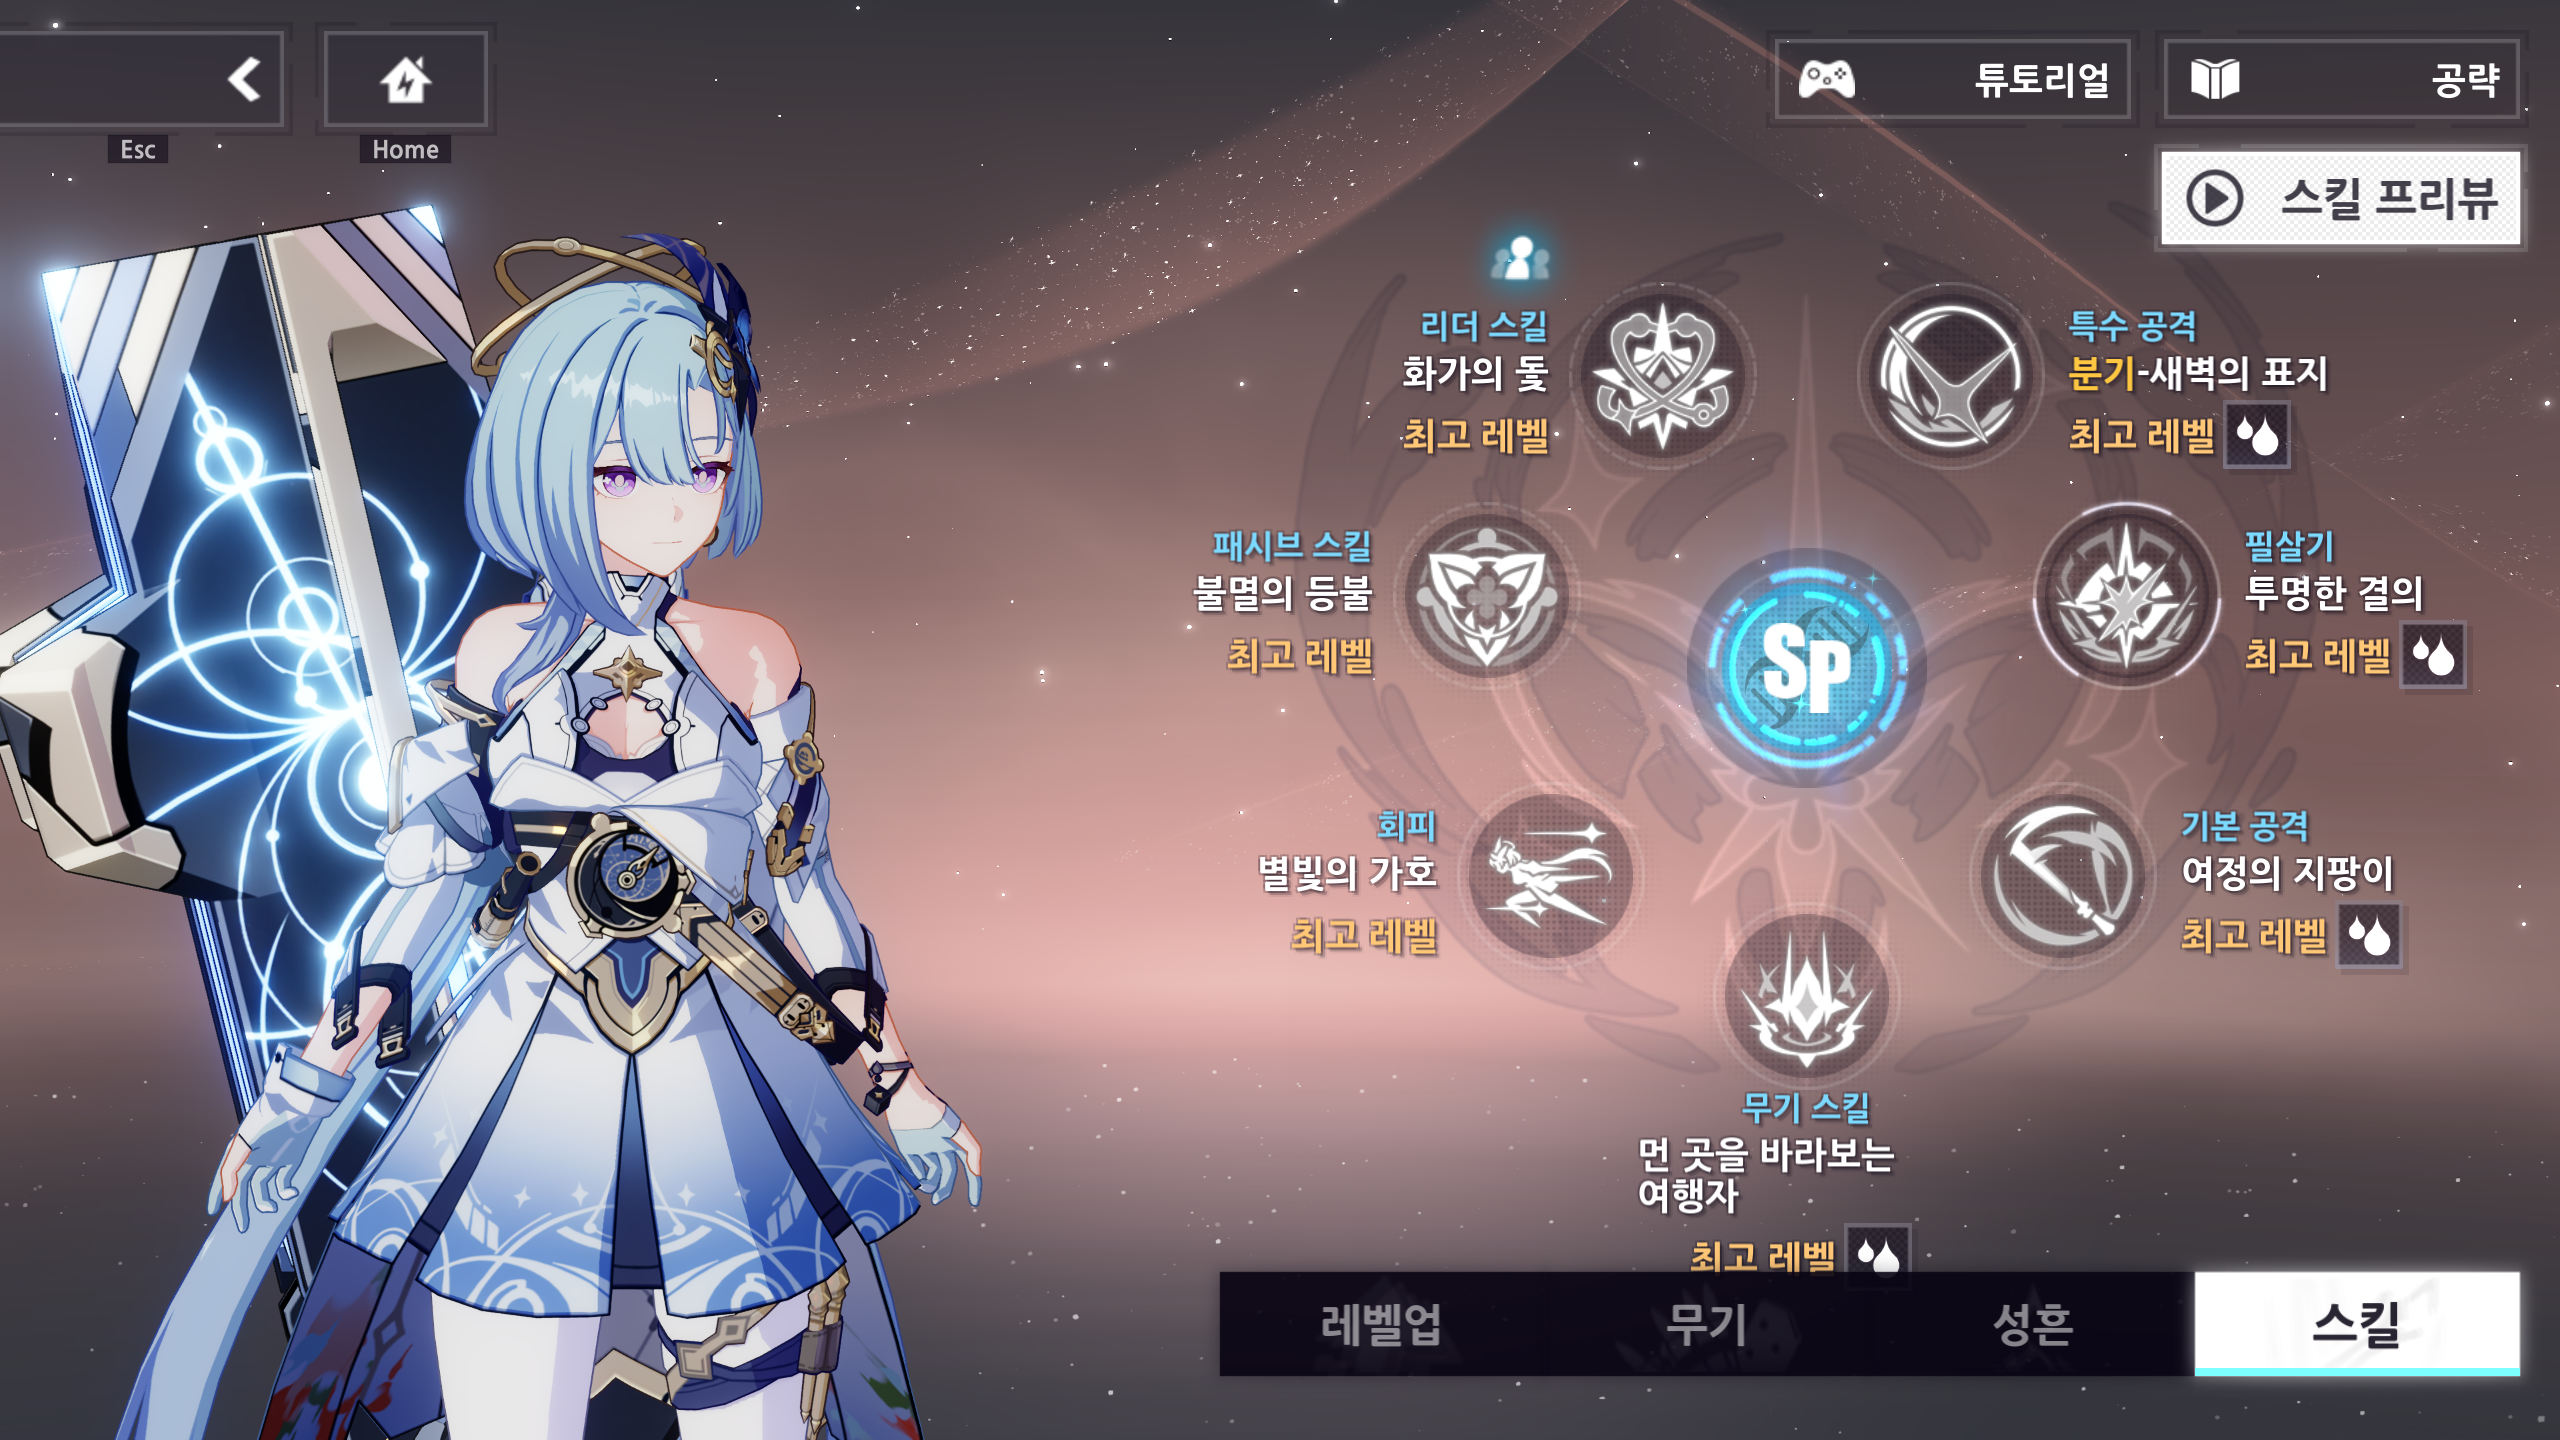 Esc
Home
튜토리얼
공략
스킬 프리뷰
리더 스킬
화가의 돛
최고 레벨
특수 공격
분기-새벽의 표지
최고 레벨
패시브 스킬
불멸의 등불
최고 레벨
필살기
투명한 결의
최고 레벨
SP
회피
별빛의 가호
최고 레벨
기본 공격
여정의 지팡이
최고 레벨
무기 스킬
먼 곳을 바라보는
여행자
최고 레벨
레벨업
무기
성흔
스킬